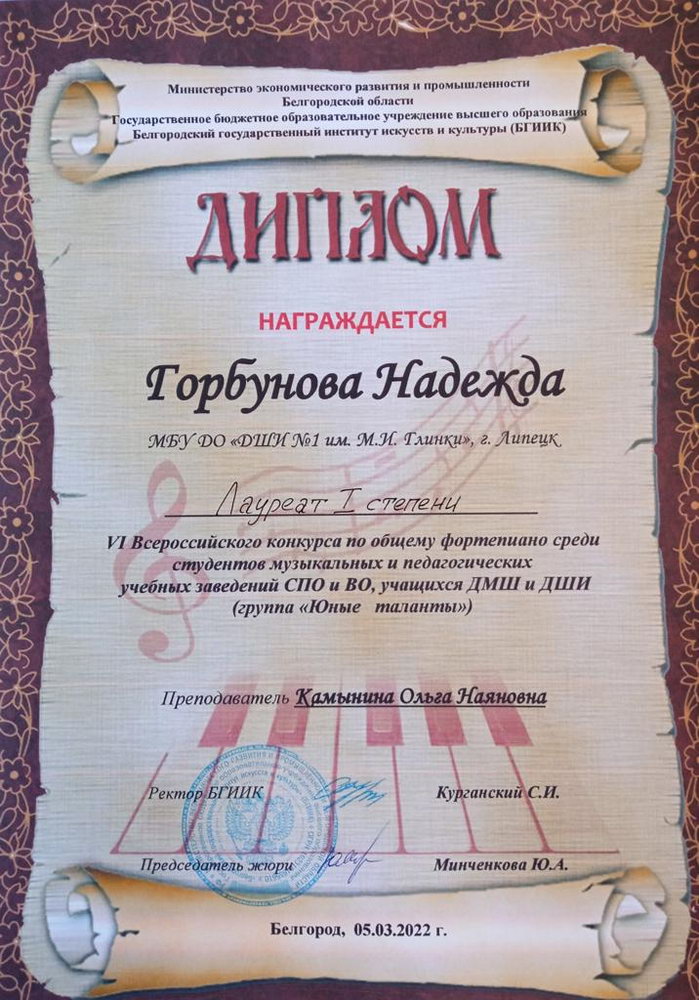 Министерство экономического развития и промышленности
Белгородской области
Государственное бюджетное образовательное учреждение высшего образования
Белгородский государственный институт искусств и культуры (БГИИК)
ДИПЛОМ
НАГРАЖДАЕТСЯ
Горбунова Надежда
МБУ ДО «ДШИ №1 им. М.И. Глинки», г. Липецк
Лауреат I степени
VI Всероссийского конкурса по общему фортепиано среди
студентов музыкальных и педагогических
учебных заведений СПО и ВО, учащихся ДМШ и ДШИ
(группа «Юные таланты»)
Преподаватель Камынина Ольга Наяновна
Ректор БГИИК Курганский С.И.
Председатель жюри Минченкова Ю.А.
Белгород, 05.03.2022 г.